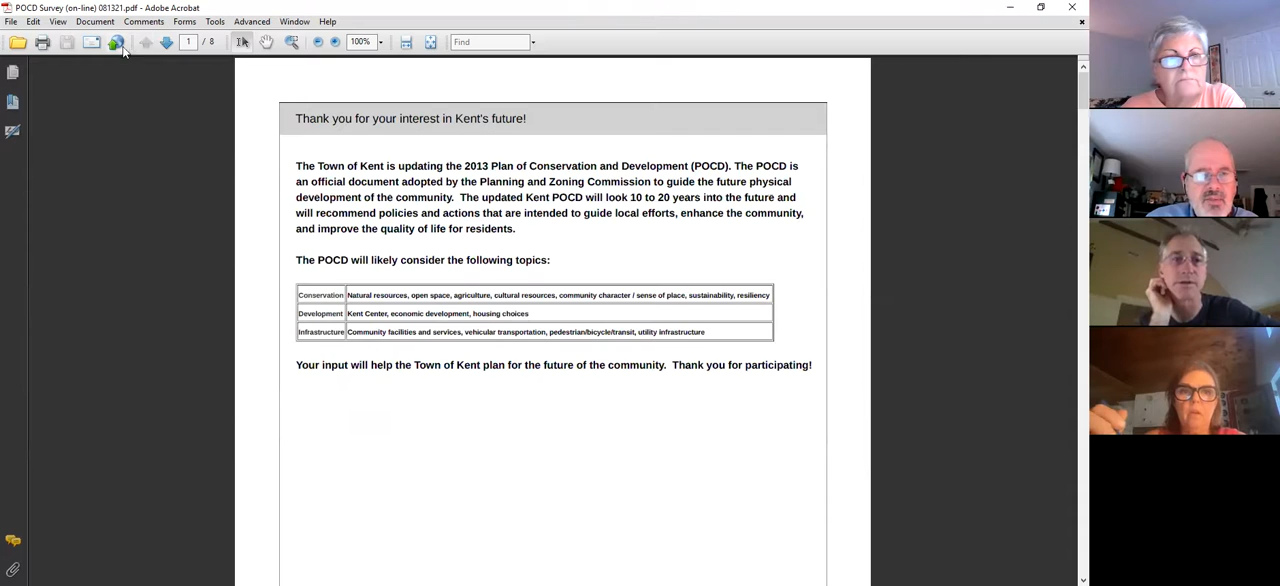 POCD Survey (on-line) 081321.pdf - Adobe Acrobat
File Edit View Document Comments Forms Tools Advanced Window Help
1 / 8 100% Find
Thank you for your interest in Kent's future!
The Town of Kent is updating the 2013 Plan of Conservation and Development (POCD). The POCD is
an official document adopted by the Planning and Zoning Commission to guide the future physical
development of the community. The updated Kent POCD will look 10 to 20 years into the future and
will recommend policies and actions that are intended to guide local efforts, enhance the community,
and improve the quality of life for residents.
The POCD will likely consider the following topics:
Conservation Natural resources, open space, agriculture, cultural resources, community character / sense of place, sustainability, resiliency
Development Kent Center, economic development, housing choices
Infrastructure Community facilities and services, vehicular transportation, pedestrian/bicycle/transit, utility infrastructure
Your input will help the Town of Kent plan for the future of the community. Thank you for participating!